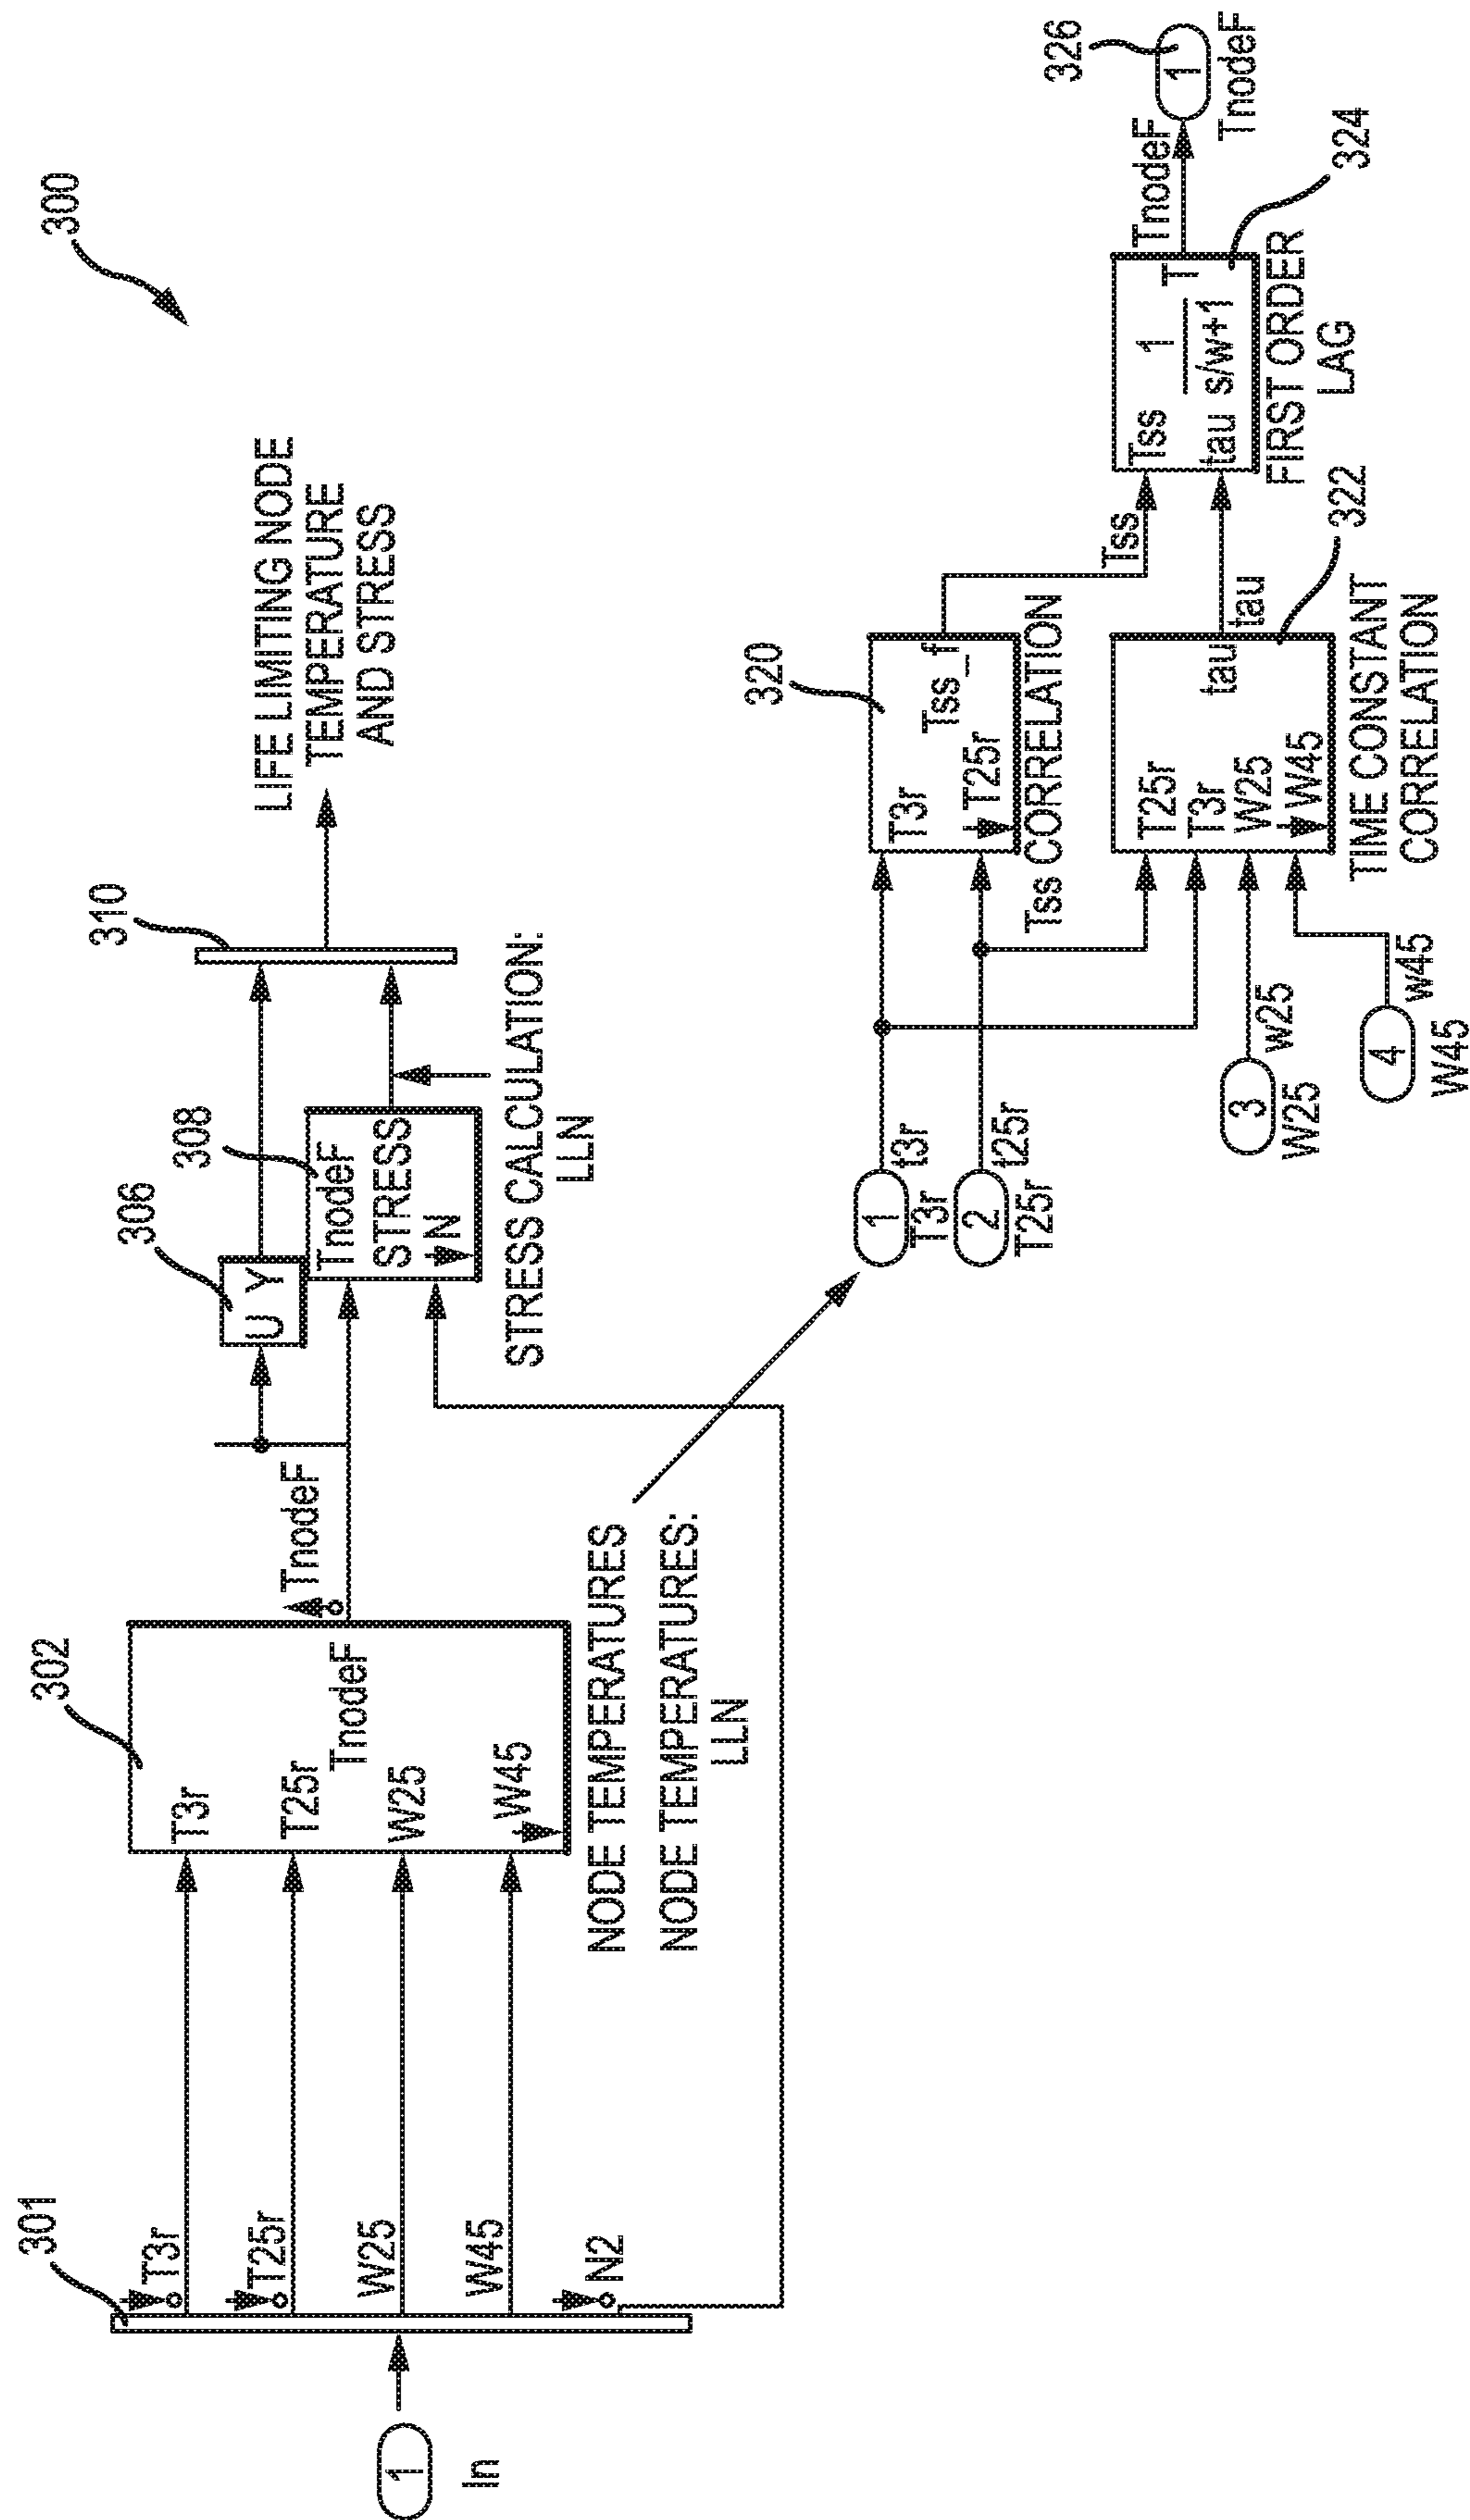 300
301
302
306
308
310
1
In
T3r
T25r
W25
W45
N2
T3r
T25r
TnodeF
W25
W45
TnodeF
U Y
TnodeF
STRESS
N
STRESS CALCULATION:
LLN
LIFE LIMITING NODE
TEMPERATURE
AND STRESS
NODE TEMPERATURES
NODE TEMPERATURES:
LLN
1
t3r
T3r
2
t25r
T25r
3
w25
W25
4
w45
W45
320
T3r
Tss_f
T25r
Tss CORRELATION
322
T25r
T3r
tau
W25
W45
TIME CONSTANT
CORRELATION
Tss
tau
324
Tss
1
T
tau s/w+1
FIRST ORDER
LAG
TnodeF
326
1
TnodeF